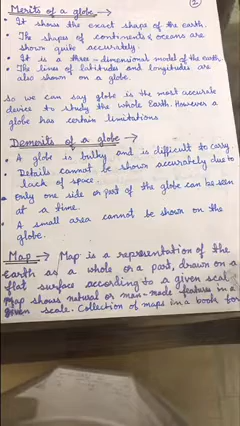 2
Merits of a globe →
• It shows the exact shape of the earth.
• The shapes of continents & oceans are
shown quite accurately.
• It is a three-dimensional model of the earth.
• The lines of latitudes and longitudes are
also shown on a globe.
So we can say globe is the most accurate
device to study the whole Earth. However a
globe has certain limitations
Demerits of a globe →
• A globe is bulky and is difficult to carry.
• Details cannot be shown accurately due to
lack of space.
• Only one side or part of the globe can be seen
at a time.
• A small area cannot be shown on the
globe.
Map → Map is a representation of the
Earth as a whole or a part, drawn on a
flat surface according to a given scale.
Map shows natural or man-made features in a
given scale. Collection of maps in a book for